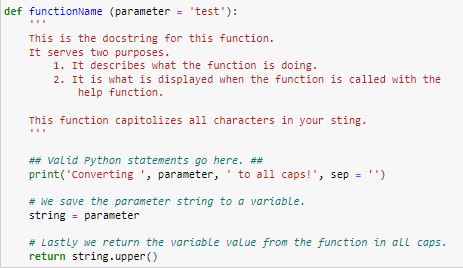 def functionName (parameter = 'test'):
'''
This is the docstring for this function.
It serves two purposes.
1. It describes what the function is doing.
2. It is what is displayed when the function is called with the
help function.
This function capitolizes all characters in your sting.
'''
## Valid Python statements go here. ##
print('Converting ', parameter, ' to all caps!', sep = '')
# We save the parameter string to a variable.
string = parameter
# Lastly we return the variable value from the function in all caps.
return string.upper()